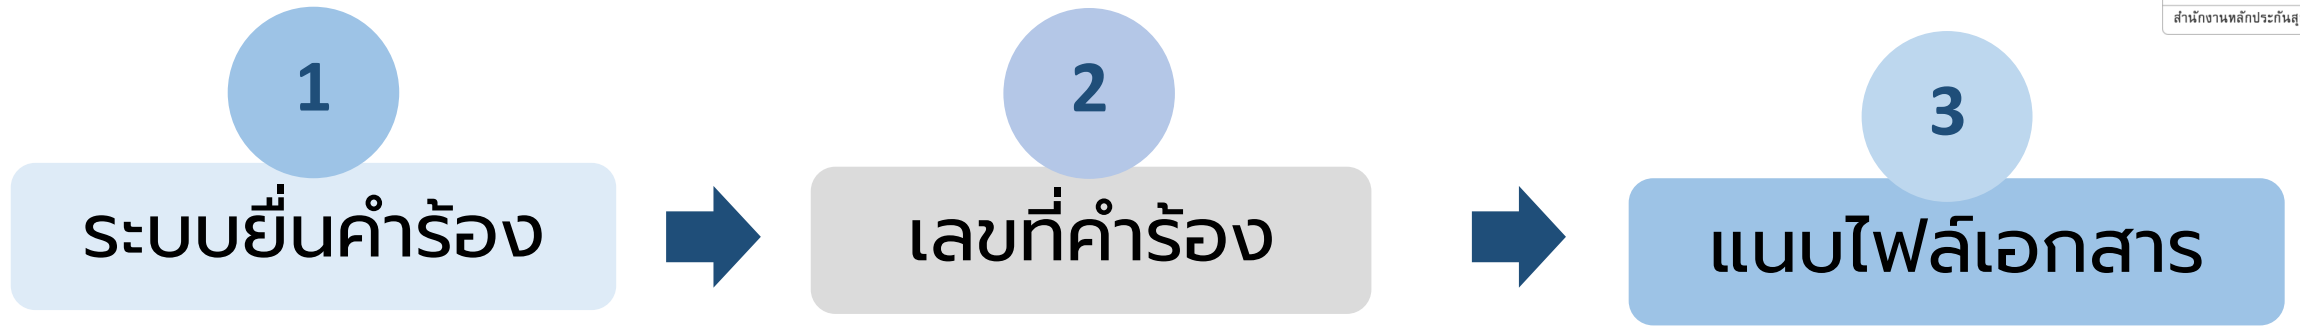 สำนักงานหลักประกันสุ
1
ระบบยื่นคำร้อง
2
เลขที่คำร้อง
3
แนบไฟล์เอกสาร